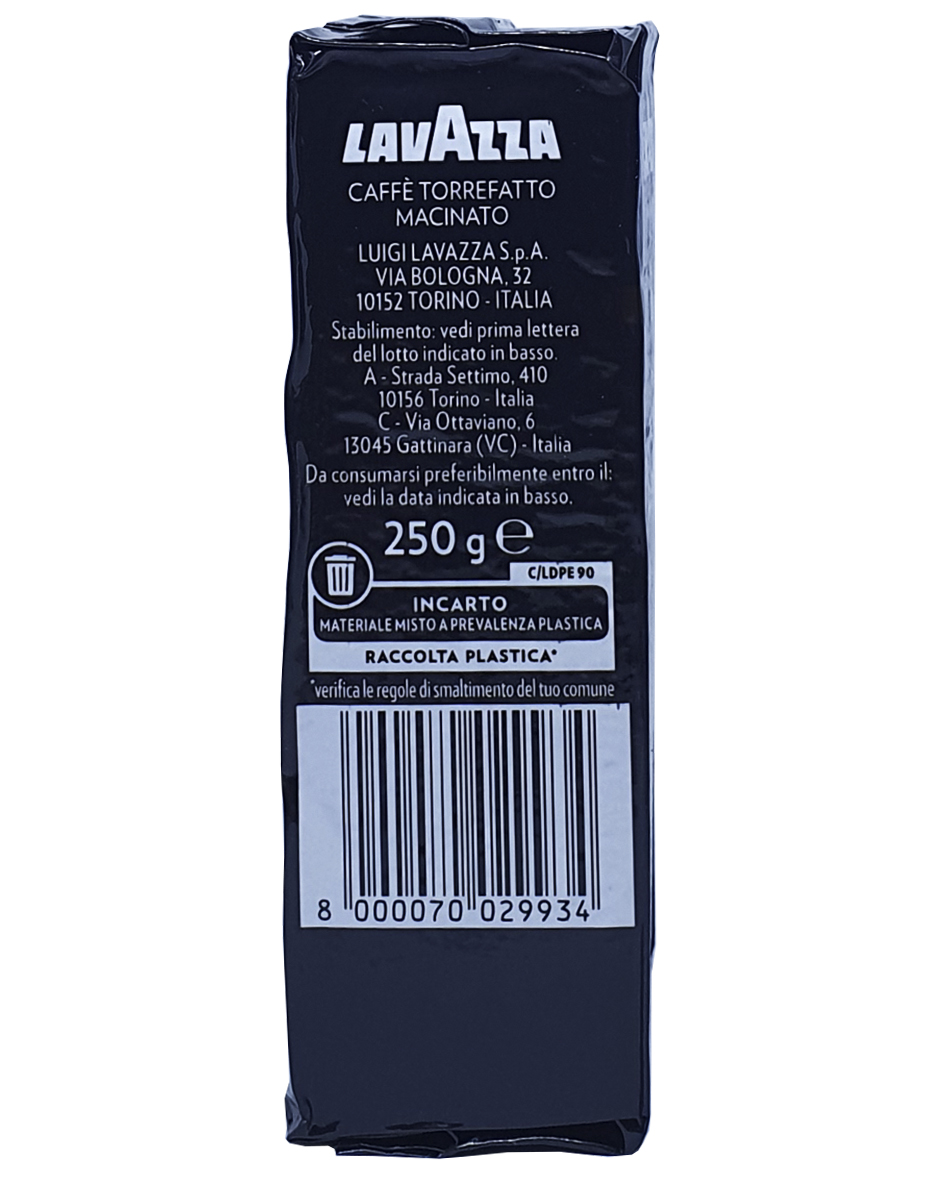 LAVAZZA
CAFFÈ TORREFATTO
MACINATO
LUIGI LAVAZZA S.p.A.
VIA BOLOGNA, 32
10152 TORINO - ITALIA
Stabilimento: vedi prima lettera
del lotto indicato in basso.
A - Strada Settimo, 410
10156 Torino - Italia
C - Via Ottaviano, 6
13045 Gattinara (VC) - Italia
Da consumarsi preferibilmente entro il:
vedi la data indicata in basso.
250 g ℮
C/LDPE 90
INCARTO
MATERIALE MISTO A PREVALENZA PLASTICA
RACCOLTA PLASTICA*
*verifica le regole di smaltimento del tuo comune
8 000070 029934